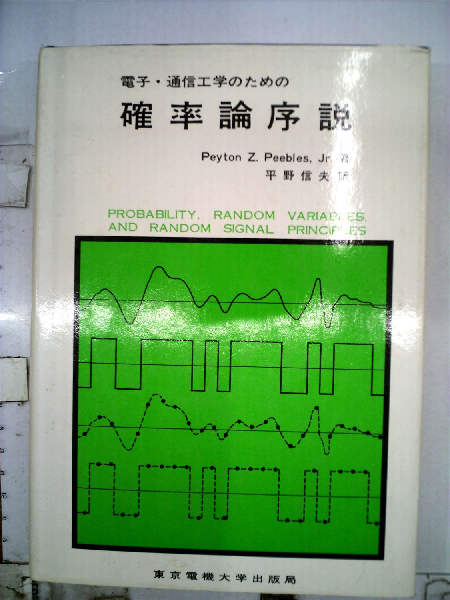 電子・通信工学のための
確率論序説
Peyton Z. Peebles, Jr. 著
平野信夫 訳
PROBABILITY, RANDOM VARIABLES,
AND RANDOM SIGNAL PRINCIPLES
東京電機大学出版局